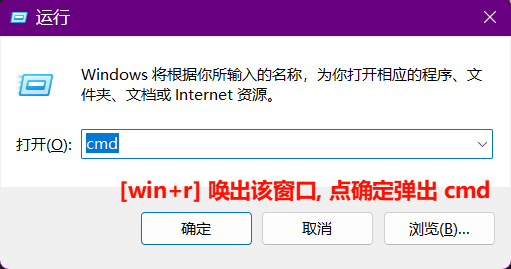 运行
Windows 将根据你所输入的名称，为你打开相应的程序、文
件夹、文档或 Internet 资源。
打开(O): cmd
[win+r] 唤出该窗口, 点确定弹出 cmd
确定 取消 浏览(B)...